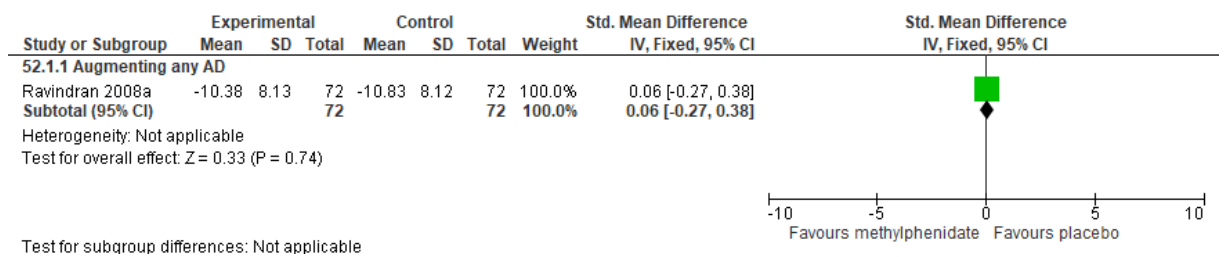 Experimental Control Std. Mean Difference Std. Mean Difference
Study or Subgroup Mean SD Total Mean SD Total Weight IV, Fixed, 95% CI IV, Fixed, 95% CI
52.1.1 Augmenting any AD
Ravindran 2008a -10.38 8.13 72 -10.83 8.12 72 100.0% 0.06 [-0.27, 0.38]
Subtotal (95% CI) 72 72 100.0% 0.06 [-0.27, 0.38]
Heterogeneity: Not applicable
Test for overall effect: Z = 0.33 (P = 0.74)
-10 -5 0 5 10
Favours methylphenidate Favours placebo
Test for subgroup differences: Not applicable